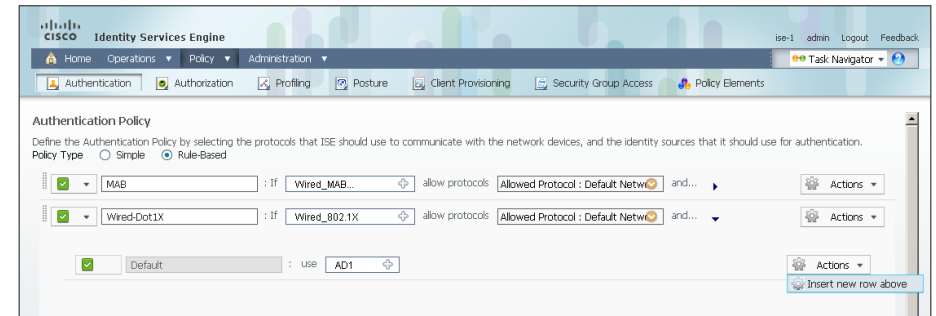 CISCO Identity Services Engine
ise-1 admin Logout Feedback
Home Operations Policy Administration
Task Navigator
Authentication Authorization Profiling Posture Client Provisioning Security Group Access Policy Elements
Authentication Policy
Define the Authentication Policy by selecting the protocols that ISE should use to communicate with the network devices, and the identity sources that it should use for authentication.
Policy Type Simple Rule-Based
MAB : If Wired_MAB... allow protocols Allowed Protocol : Default Netw and... Actions
Wired-Dot1X : If Wired_802.1X allow protocols Allowed Protocol : Default Netw and... Actions
Default : use AD1 Actions
Insert new row above